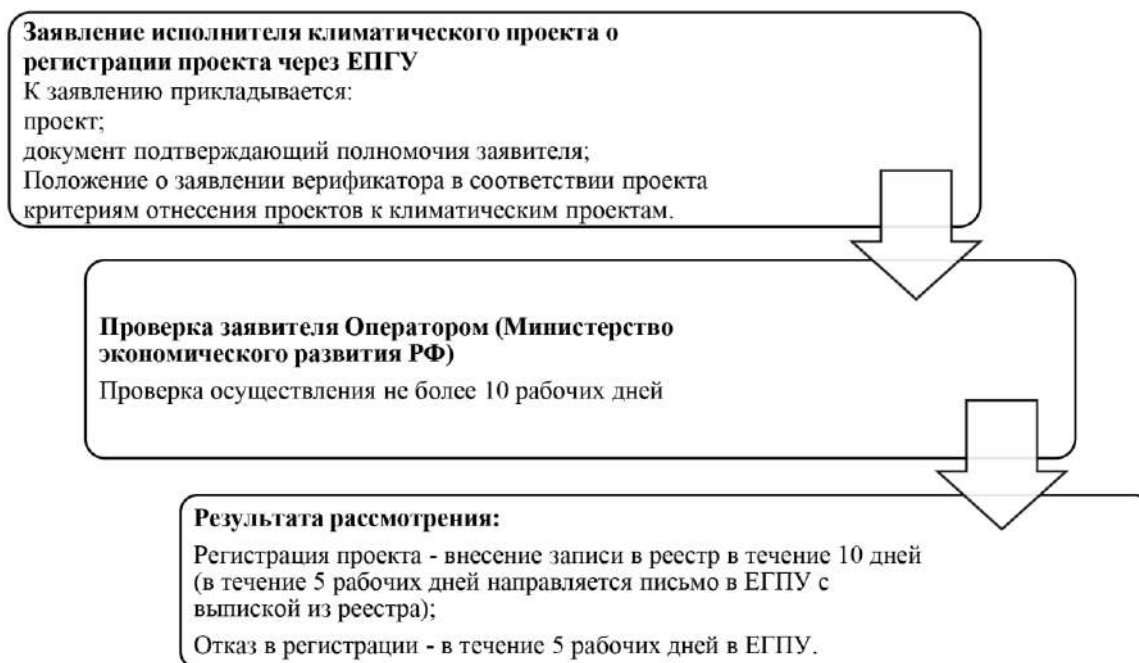 Заявление исполнителя климатического проекта о
регистрации проекта через ЕПГУ
К заявлению прикладывается:
проект;
документ подтверждающий полномочия заявителя;
Положение о заявлении верификатора в соответствии проекта
критериям отнесения проектов к климатическим проектам.
Проверка заявителя Оператором (Министерство
экономического развития РФ)
Проверка осуществления не более 10 рабочих дней
Результата рассмотрения:
Регистрация проекта - внесение записи в реестр в течение 10 дней
(в течение 5 рабочих дней направляется письмо в ЕГПУ с
выпиской из реестра);
Отказ в регистрации - в течение 5 рабочих дней в ЕГПУ.